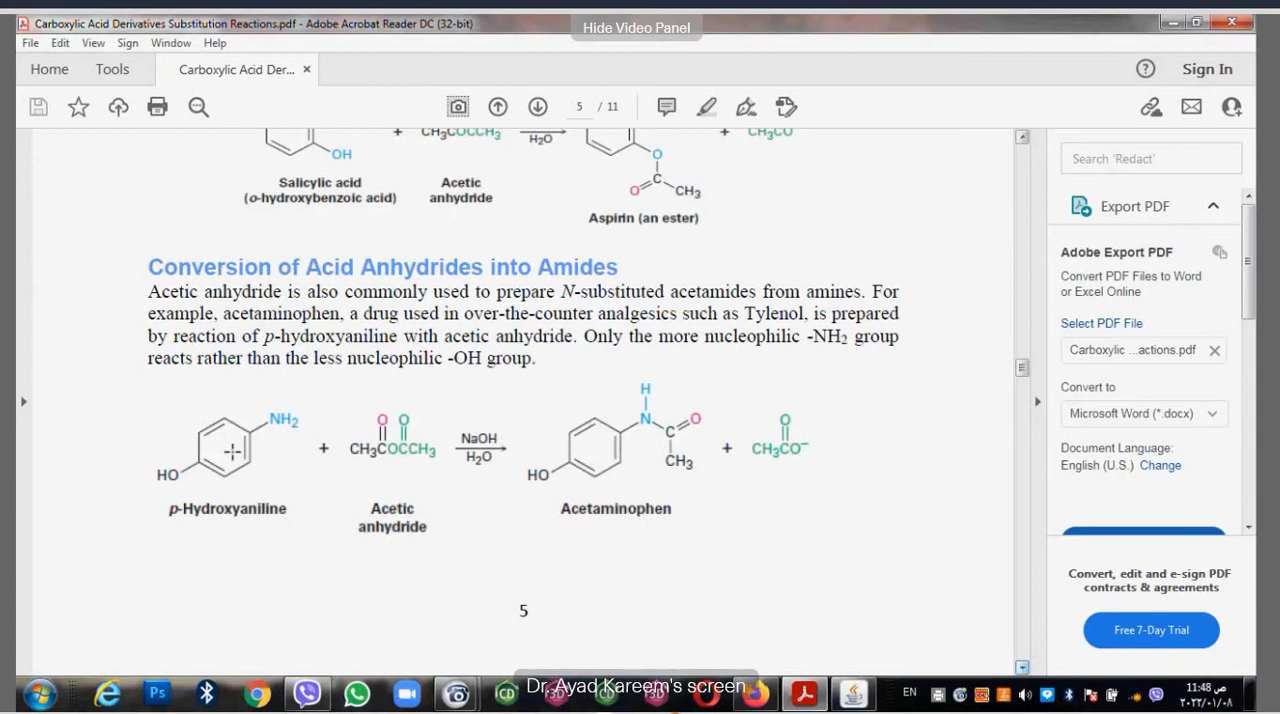 Hide Video Panel
Carboxylic Acid Derivatives Substitution Reactions.pdf - Adobe Acrobat Reader DC (32-bit)
File Edit View Sign Window Help
Home Tools Carboxylic Acid Der... × Sign In
5 / 11
OH + CH₃COCCH₃ H₂O O + CH₃CO
O C CH₃
Salicylic acid Acetic
(o-hydroxybenzoic acid) anhydride
Aspirin (an ester)
Conversion of Acid Anhydrides into Amides
Acetic anhydride is also commonly used to prepare N-substituted acetamides from amines. For
example, acetaminophen, a drug used in over-the-counter analgesics such as Tylenol, is prepared
by reaction of p-hydroxyaniline with acetic anhydride. Only the more nucleophilic -NH₂ group
reacts rather than the less nucleophilic -OH group.
H
NH₂ O O N O O
HO + CH₃COCCH₃ NaOH H₂O HO C CH₃ + CH₃CO⁻
p-Hydroxyaniline Acetic Acetaminophen
anhydride
5
Search 'Redact'
Export PDF
Adobe Export PDF
Convert PDF Files to Word
or Excel Online
Select PDF File
Carboxylic ...actions.pdf ×
Convert to
Microsoft Word (*.docx)
Document Language:
English (U.S.) Change
Convert, edit and e-sign PDF
contracts & agreements
Free 7-Day Trial
Dr. Ayad Kareem's screen
Ps
EN
11:48 ص
٢٠٢٢/٠١/٠٨